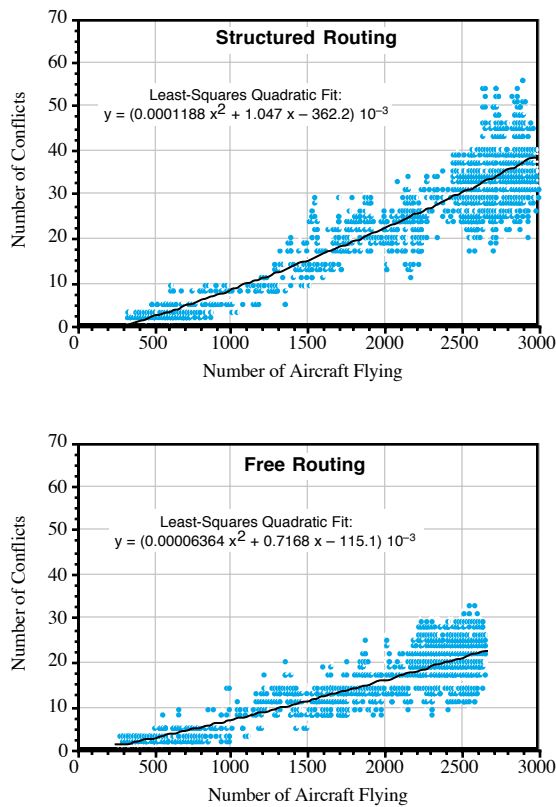 Structured Routing
Least-Squares Quadratic Fit:
y = (0.0001188 x² + 1.047 x – 362.2) 10⁻³
Number of Conflicts
70
60
50
40
30
20
10
0
500
1000
1500
2000
2500
3000
Number of Aircraft Flying
Free Routing
Least-Squares Quadratic Fit:
y = (0.00006364 x² + 0.7168 x – 115.1) 10⁻³
Number of Conflicts
70
60
50
40
30
20
10
0
500
1000
1500
2000
2500
3000
Number of Aircraft Flying